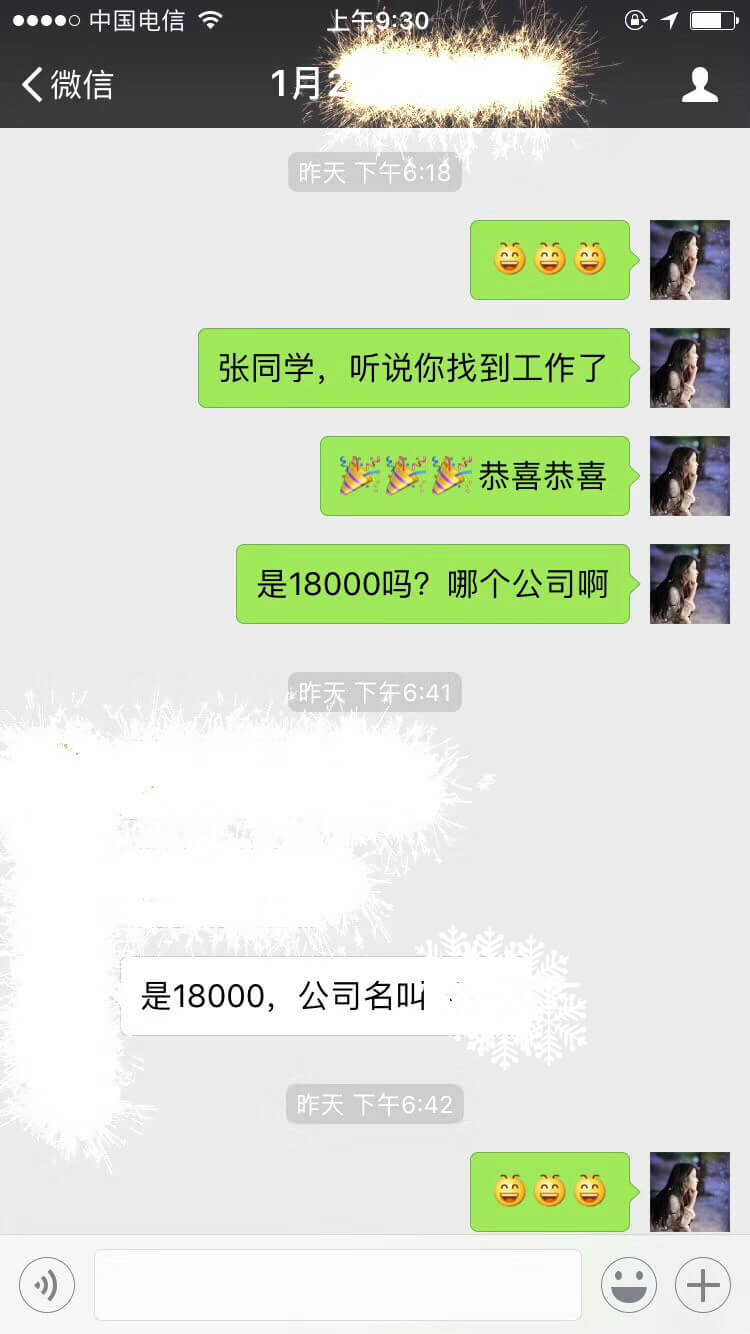 中国电信
上午9:30
微信
1月2
昨天 下午6:18
😄😄😄
张同学，听说你找到工作了
🎉🎉🎉恭喜恭喜
是18000吗？哪个公司啊
昨天 下午6:41
是18000，公司名叫
昨天 下午6:42
😄😄😄